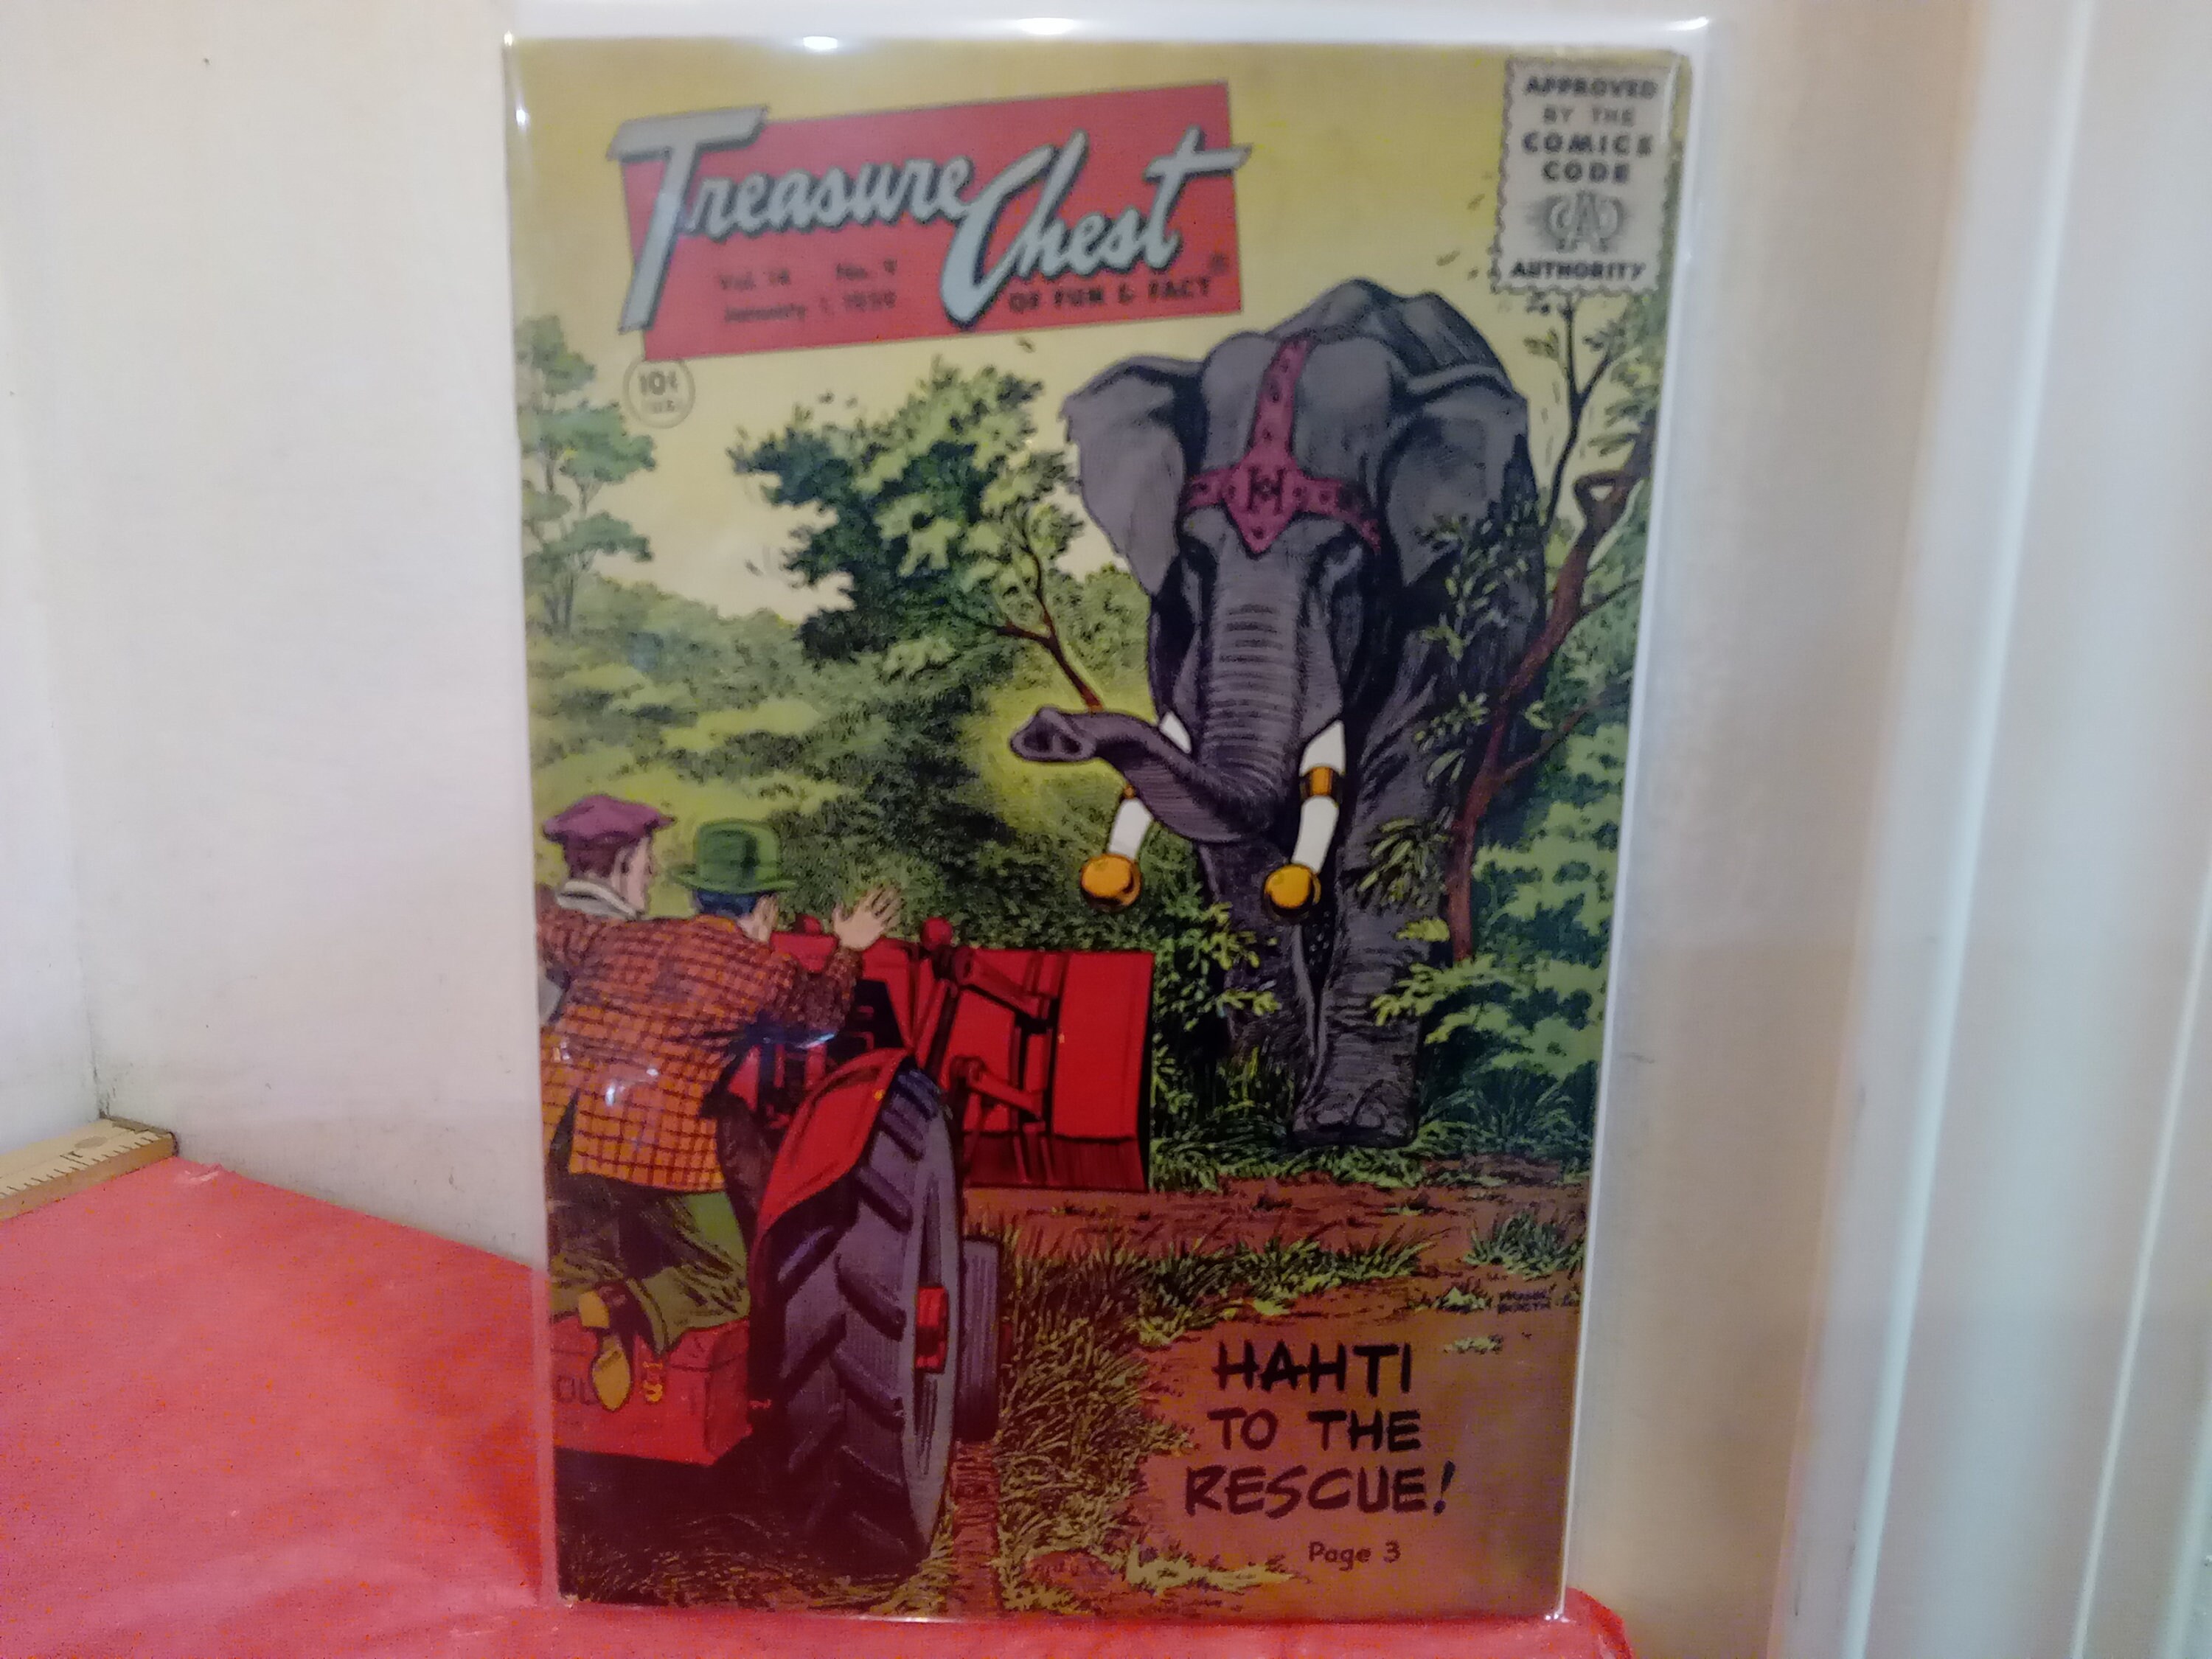 Treasure Chest
Vol. 14 No. 9
January 1, 1959
OF FUN & FACT
10¢
APPROVED
BY THE
COMICS
CODE
CA
AUTHORITY
H
HAHTI
TO THE
RESCUE!
Page 3